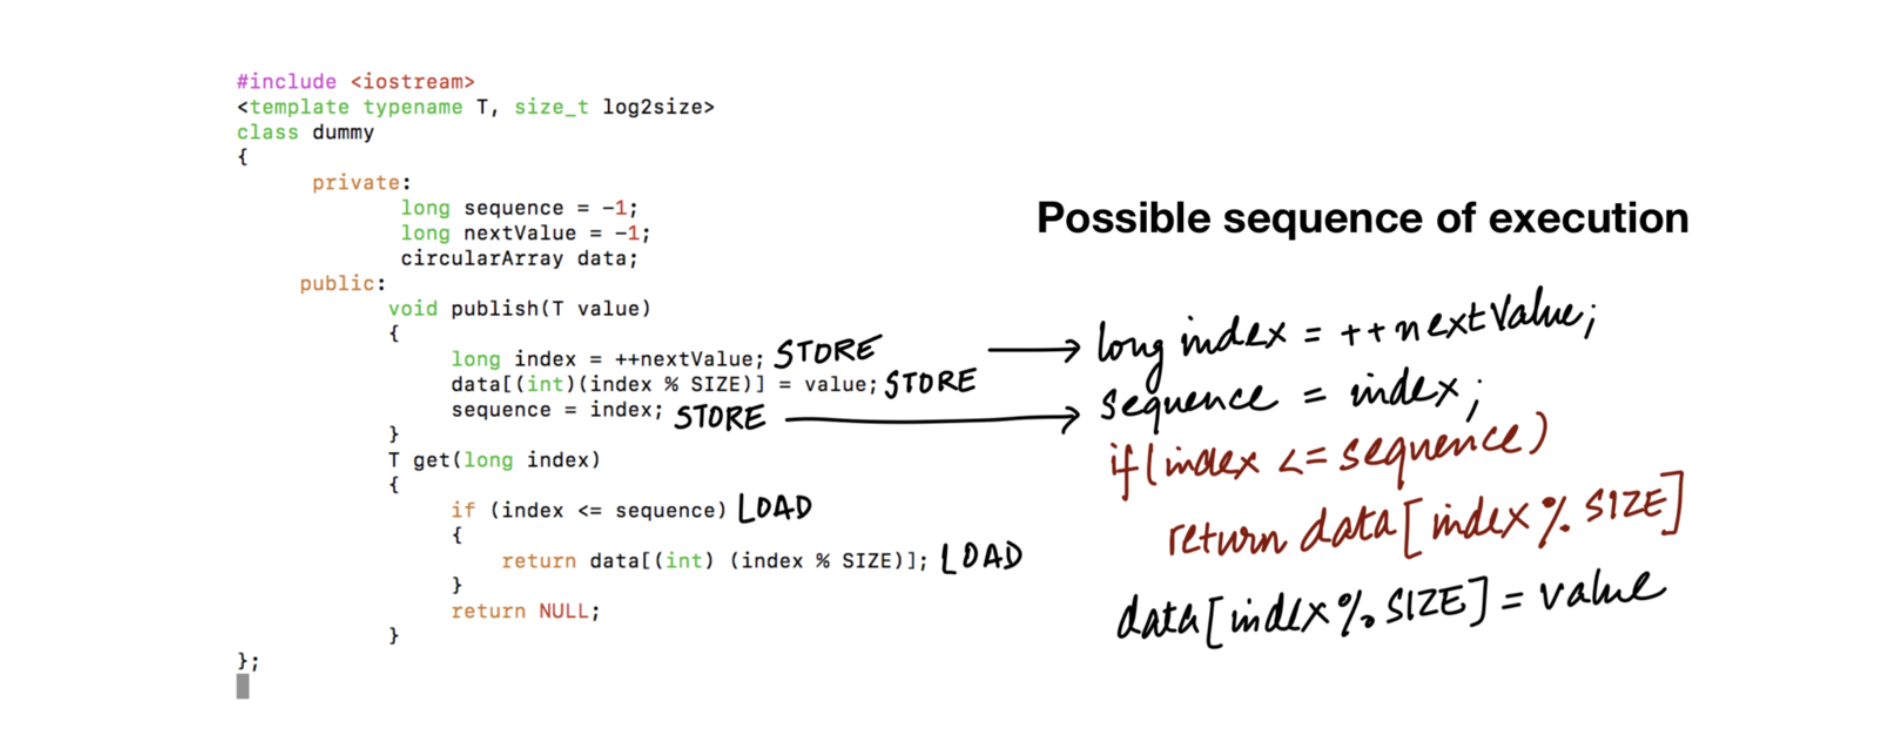 #include <iostream>
<template typename T, size_t log2size>
class dummy
{
private:
long sequence = -1;
long nextValue = -1;
circularArray data;
public:
void publish(T value)
{
long index = ++nextValue; STORE
data[(int)(index % SIZE)] = value; STORE
sequence = index; STORE
}
T get(long index)
{
if (index <= sequence) LOAD
{
return data[(int) (index % SIZE)]; LOAD
}
return NULL;
}
};
Possible sequence of execution
long index = ++nextValue;
sequence = index;
if(index <= sequence)
return data[index % SIZE]
data[index % SIZE] = value